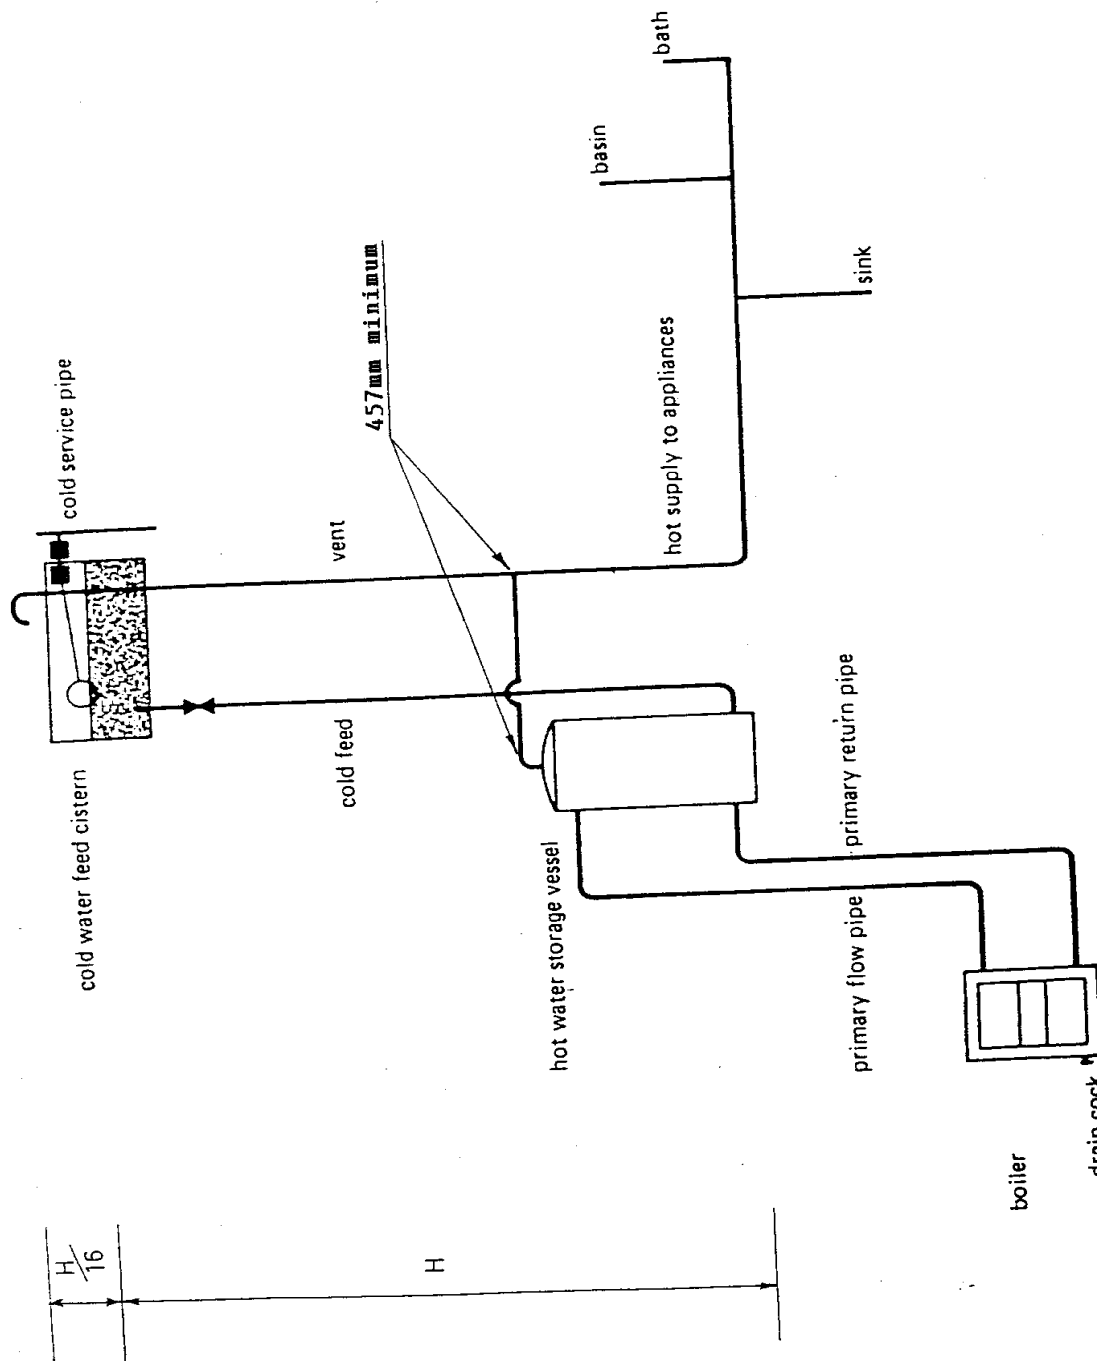 cold service pipe
cold water feed cistern
vent
cold feed
457mm minimum
bath
basin
sink
hot supply to appliances
hot water storage vessel
primary return pipe
primary flow pipe
boiler
drain cock
H/16
H